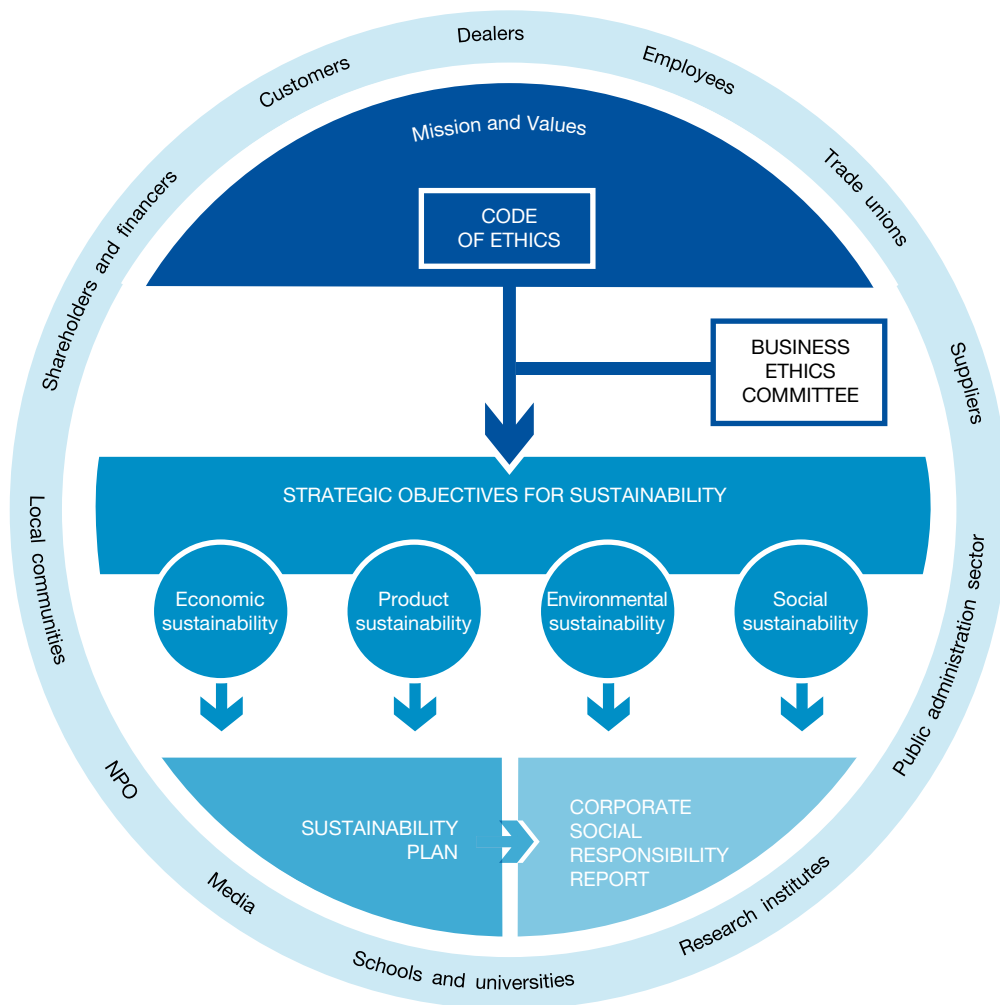 Dealers
Employees
Trade unions
Suppliers
Public administration sector
Research institutes
Schools and universities
Media
NPO
Local communities
Shareholders and financers
Customers
Mission and Values
CODE
OF ETHICS
BUSINESS
ETHICS
COMMITTEE
STRATEGIC OBJECTIVES FOR SUSTAINABILITY
Economic
sustainability
Product
sustainability
Environmental
sustainability
Social
sustainability
SUSTAINABILITY
PLAN
CORPORATE
SOCIAL
RESPONSIBILITY
REPORT